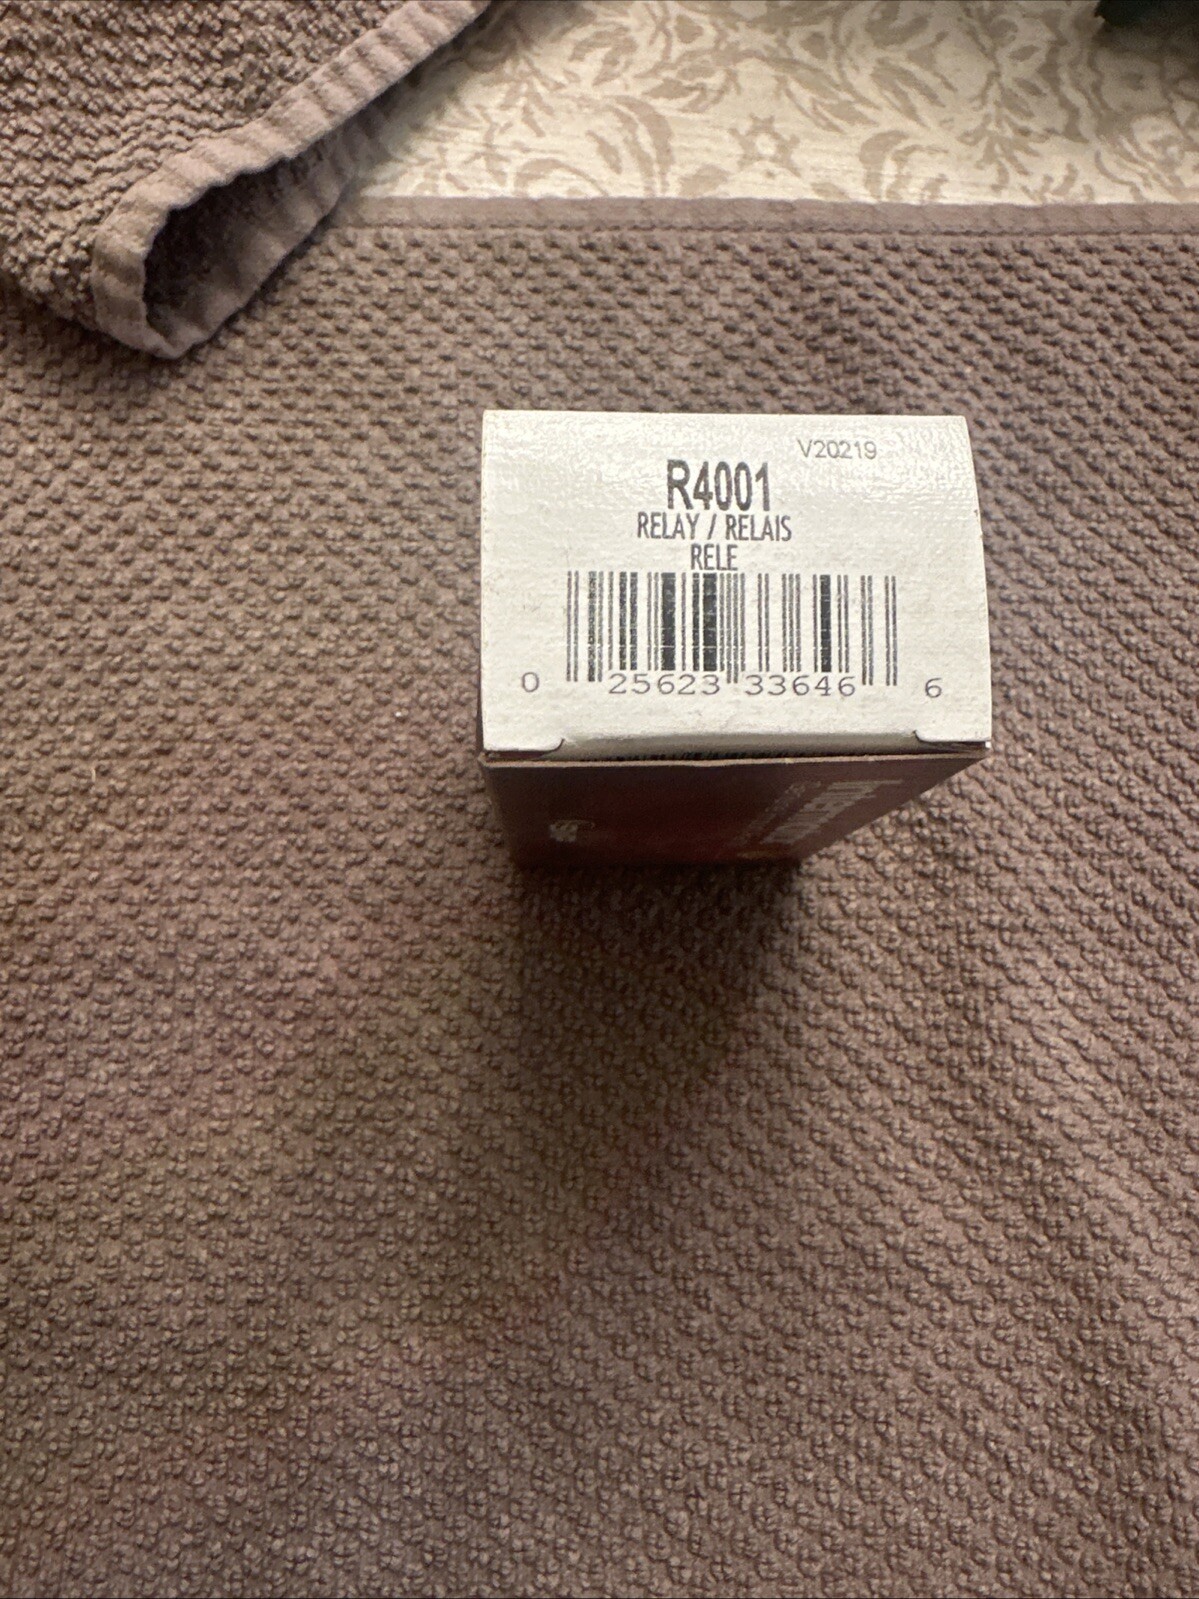 V20219
R4001
RELAY / RELAIS
RELE
0 25623 33646 6